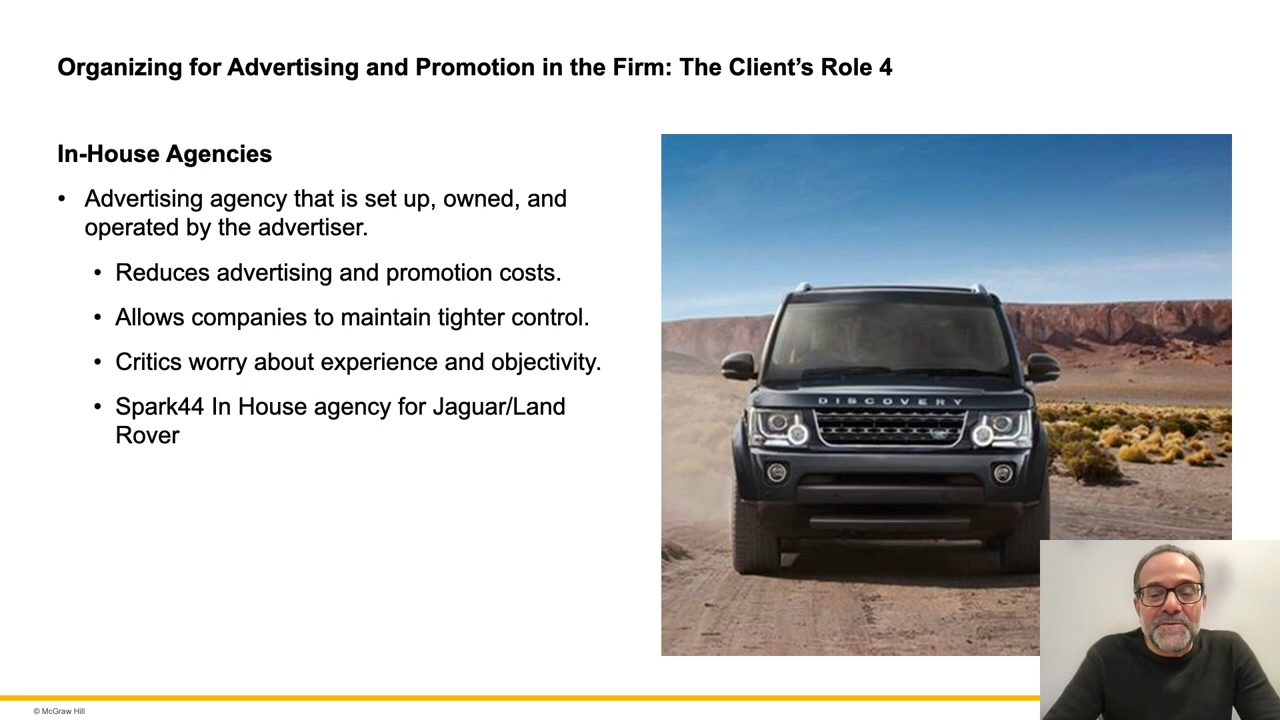 Organizing for Advertising and Promotion in the Firm: The Client’s Role 4
In-House Agencies
• Advertising agency that is set up, owned, and
operated by the advertiser.
• Reduces advertising and promotion costs.
• Allows companies to maintain tighter control.
• Critics worry about experience and objectivity.
• Spark44 In House agency for Jaguar/Land
Rover
DISCOVERY
© McGraw Hill